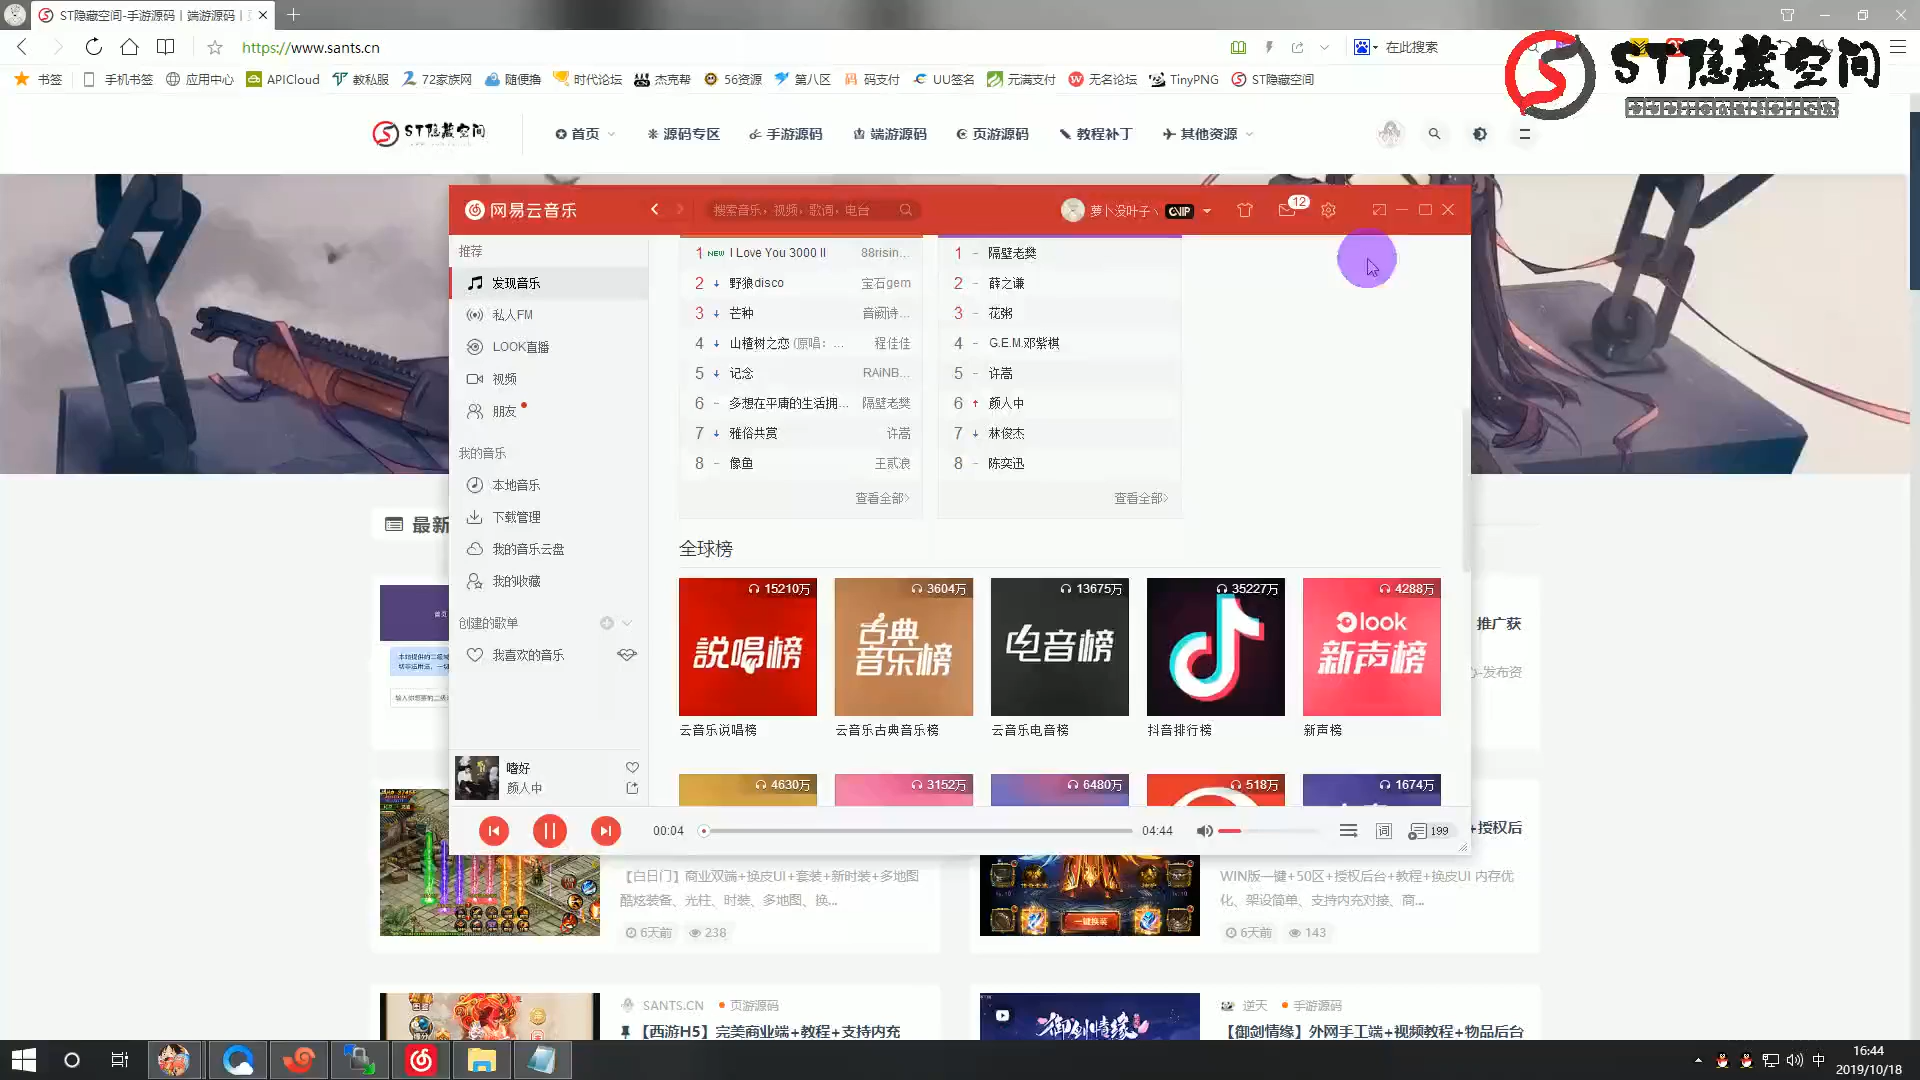 ST隐藏空间-手游源码丨端游源码丨
https://www.sants.cn
在此搜索
书签 手机书签 应用中心 APICloud 教私服 72家族网 随便撸 时代论坛 杰克帮 56资源 第八区 码支付 UU签名 元满支付 无名论坛 TinyPNG ST隐藏空间
ST隐藏空间
ST隐藏空间 首页 源码专区 手游源码 端游源码 页游源码 教程补丁 其他资源
网易云音乐 搜索音乐，视频，歌词，电台 萝卜没叶子 VIP 12
推荐
发现音乐
私人FM
LOOK直播
视频
朋友
我的音乐
本地音乐
下载管理
我的音乐云盘
我的收藏
创建的歌单
我喜欢的音乐
嗜好
颜人中
1 NEW I Love You 3000 II 88risin...
2 野狼disco 宝石gem
3 芒种 音阙诗...
4 山楂树之恋 (原唱：... 程佳佳
5 记念 RAiNB...
6 - 多想在平庸的生活拥... 隔壁老樊
7 雅俗共赏 许嵩
8 - 像鱼 王贰浪
查看全部
1 - 隔壁老樊
2 - 薛之谦
3 - 花粥
4 - G.E.M.邓紫棋
5 - 许嵩
6 颜人中
7 林俊杰
8 - 陈奕迅
查看全部
全球榜
15210万 3604万 13675万 35227万 4288万
说唱榜
古典音乐榜
电音榜
look
新声榜
云音乐说唱榜 云音乐古典音乐榜 云音乐电音榜 抖音排行榜 新声榜
4630万 3152万 6480万 518万 1674万
00:04 04:44 词 199
最新
推广获
-发布资
+授权后
【白日门】商业双端+换皮UI+套装+新时装+多地图
酷炫装备、光柱、时装、多地图、换...
6天前 238
一键换装
WIN版一键+50区+授权后台+教程+换皮UI 内存优
化、架设简单、支持内充对接、商...
6天前 143
SANTS.CN 页游源码
【西游H5】完美商业端+教程+支持内充
御剑情缘
逆天 手游源码
【御剑情缘】外网手工端+视频教程+物品后台
中
16:44
2019/10/18